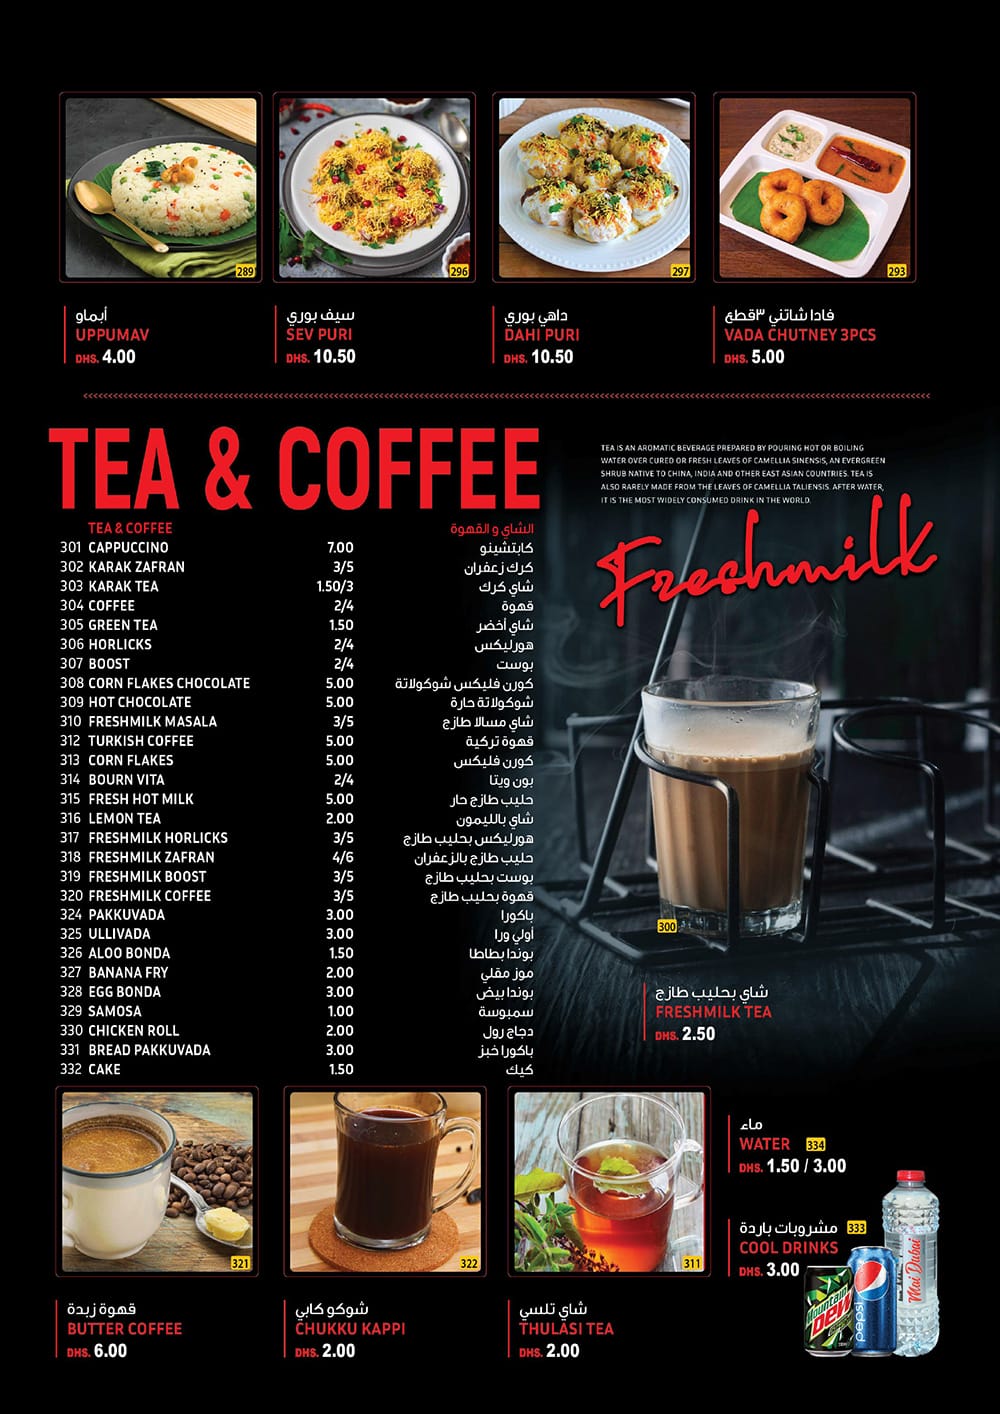 289
296
297
293
أبماو
UPPUMAV
DHS. 4.00
سيف بوري
SEV PURI
DHS. 10.50
داهي بوري
DAHI PURI
DHS. 10.50
فادا شاتني ٣قطع
VADA CHUTNEY 3PCS
DHS. 5.00
TEA & COFFEE
TEA IS AN AROMATIC BEVERAGE PREPARED BY POURING HOT OR BOILING
WATER OVER CURED OR FRESH LEAVES OF CAMELLIA SINENSIS, AN EVERGREEN
SHRUB NATIVE TO CHINA, INDIA AND OTHER EAST ASIAN COUNTRIES. TEA IS
ALSO RARELY MADE FROM THE LEAVES OF CAMELLIA TALIENSIS. AFTER WATER,
IT IS THE MOST WIDELY CONSUMED DRINK IN THE WORLD.
Freshmilk
TEA & COFFEE الشاي و القهوة
301 CAPPUCCINO 7.00 كابتشينو
302 KARAK ZAFRAN 3/5 كرك زعفران
303 KARAK TEA 1.50/3 شاي كرك
304 COFFEE 2/4 قهوة
305 GREEN TEA 1.50 شاي أخضر
306 HORLICKS 2/4 هورليكس
307 BOOST 2/4 بوست
308 CORN FLAKES CHOCOLATE 5.00 كورن فليكس شوكولاتة
309 HOT CHOCOLATE 5.00 شوكولاتة حارة
310 FRESHMILK MASALA 3/5 شاي مسالا طازج
312 TURKISH COFFEE 5.00 قهوة تركية
313 CORN FLAKES 5.00 كورن فليكس
314 BOURN VITA 2/4 بون ويتا
315 FRESH HOT MILK 5.00 حليب طازج حار
316 LEMON TEA 2.00 شاي بالليمون
317 FRESHMILK HORLICKS 3/5 هورليكس بحليب طازج
318 FRESHMILK ZAFRAN 4/6 حليب طازج بالزعفران
319 FRESHMILK BOOST 3/5 بوست بحليب طازج
320 FRESHMILK COFFEE 3/5 قهوة بحليب طازج
324 PAKKUVADA 3.00 باكورا
325 ULLIVADA 3.00 أولي ورا
326 ALOO BONDA 1.50 بوندا بطاطا
327 BANANA FRY 2.00 موز مقلي
328 EGG BONDA 3.00 بوندا بيض
329 SAMOSA 1.00 سمبوسة
330 CHICKEN ROLL 2.00 دجاج رول
331 BREAD PAKKUVADA 3.00 باكورا خبز
332 CAKE 1.50 كيك
300
شاي بحليب طازج
FRESHMILK TEA
DHS. 2.50
321
322
311
قهوة زبدة
BUTTER COFFEE
DHS. 6.00
شوكو كابي
CHUKKU KAPPI
DHS. 2.00
شاي تلسي
THULASI TEA
DHS. 2.00
ماء
WATER 334
DHS. 1.50 / 3.00
مشروبات باردة 333
COOL DRINKS
DHS. 3.00
Mountain
DEW
pepsi
Mai Dubai